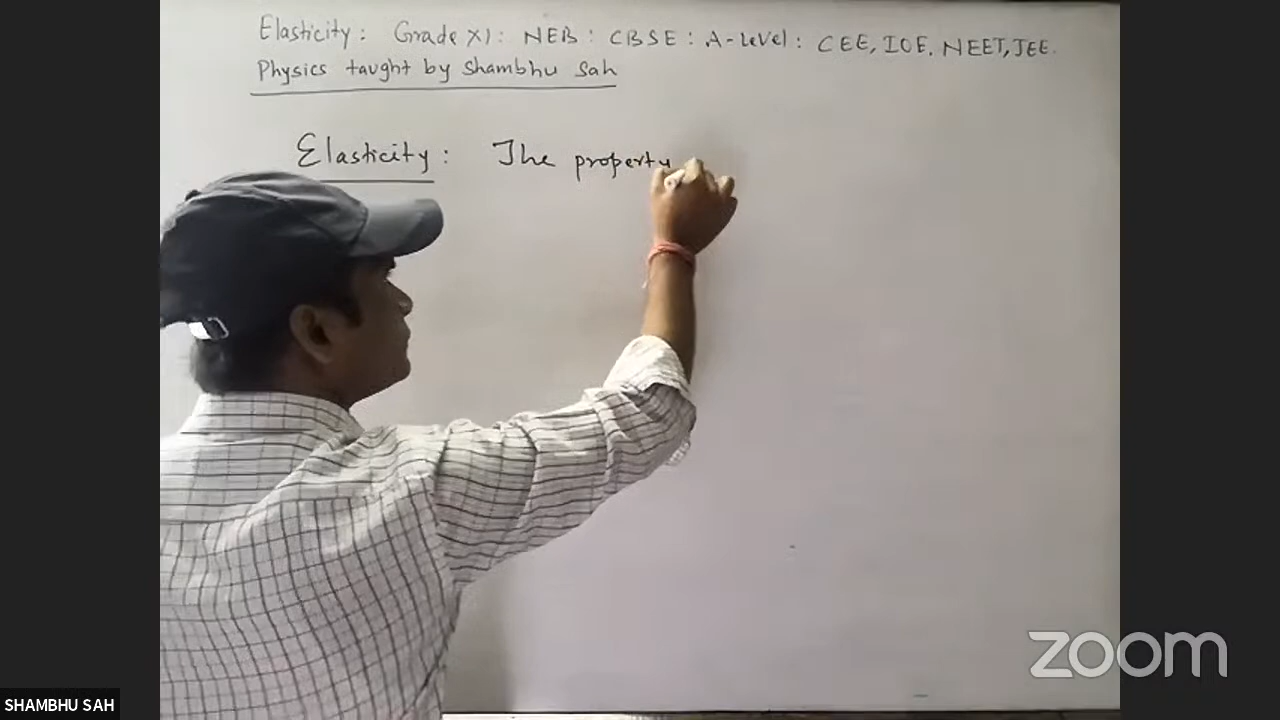 Elasticity: Grade XI: NEB: CBSE: A-Level: CEE, IOE, NEET, JEE.
Physics taught by Shambhu Sah
Elasticity: The property
zoom
SHAMBHU SAH